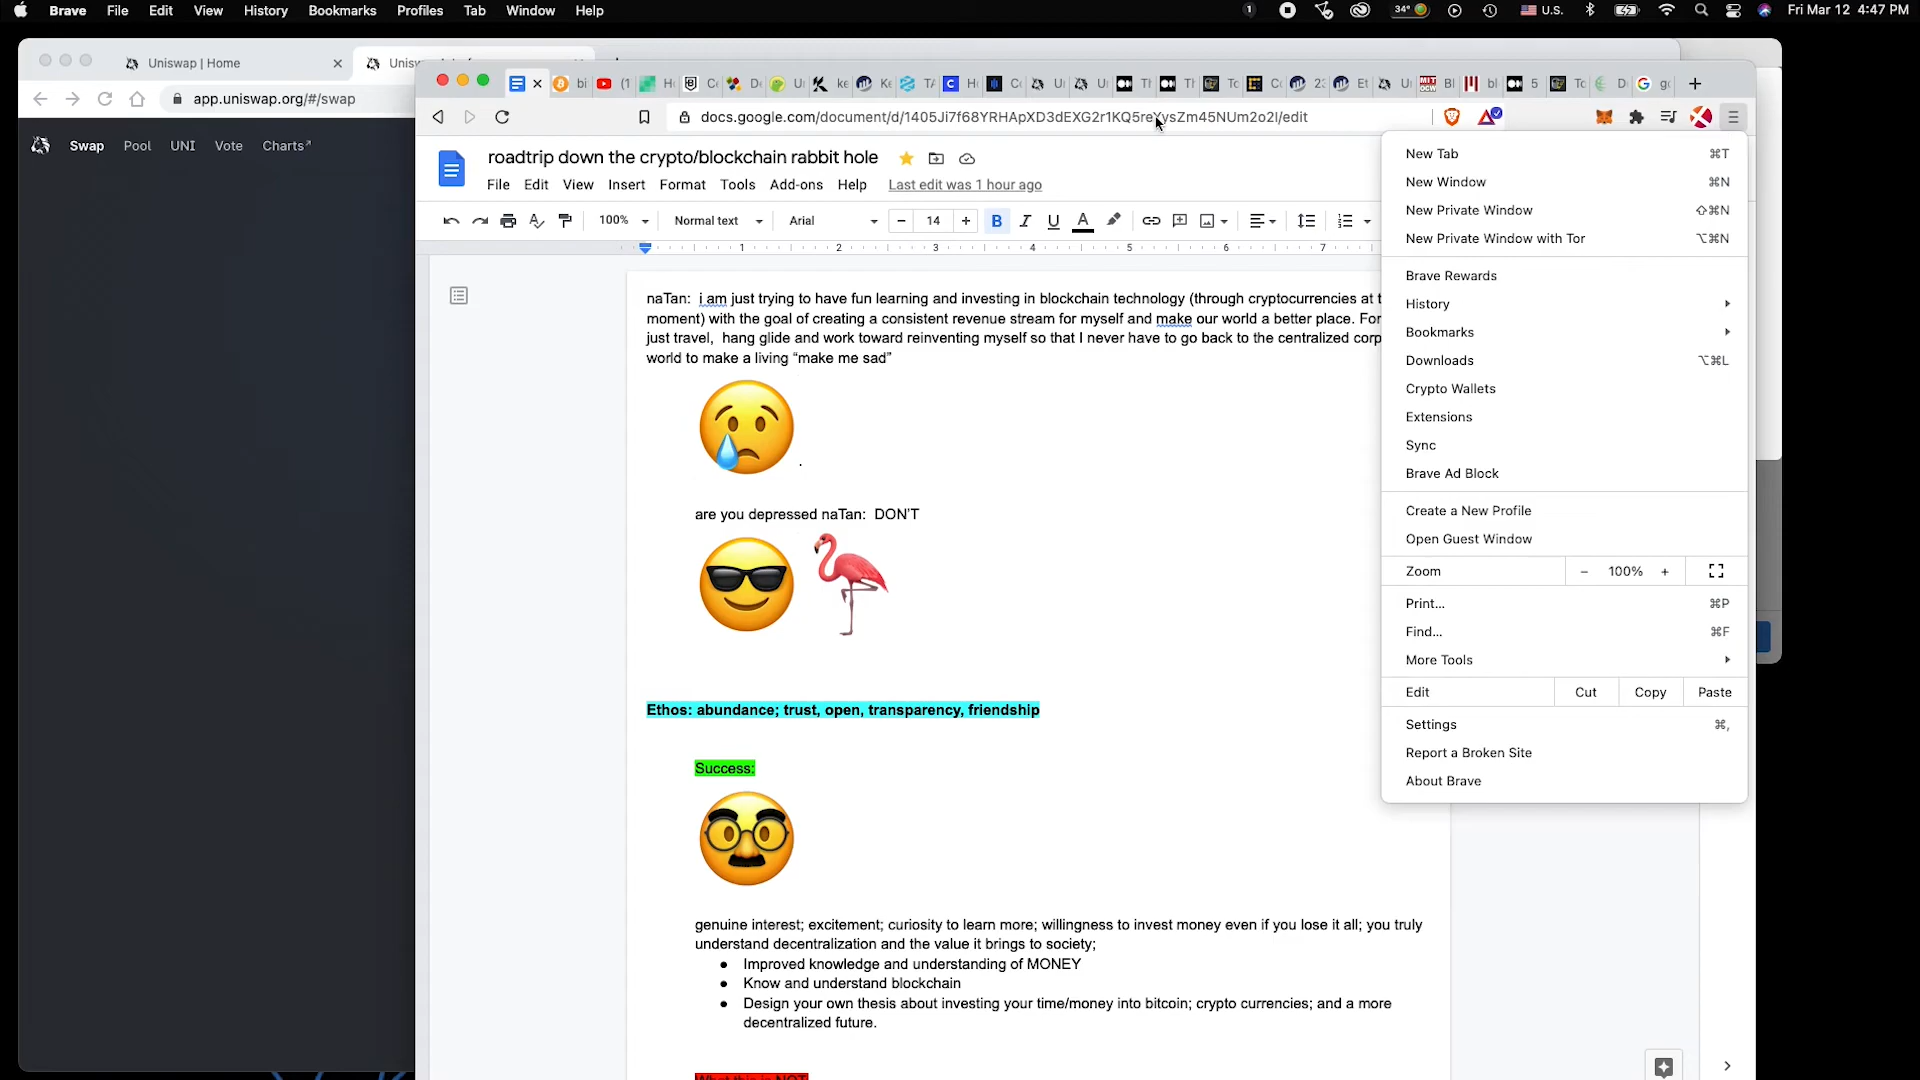 Brave File Edit View History Bookmarks Profiles Tab Window Help
34° U.S. Fri Mar 12 4:47 PM
Uniswap | Home
app.uniswap.org/#/swap
Swap Pool UNI Vote Charts
docs.google.com/document/d/1405Ji7f68YRHApXD3dEXG2r1KQ5reXysZm45NUm2o2I/edit
roadtrip down the crypto/blockchain rabbit hole
File Edit View Insert Format Tools Add-ons Help Last edit was 1 hour ago
100% Normal text Arial 14
1 2 3 4 5 6 7
naTan: i am just trying to have fun learning and investing in blockchain technology (through cryptocurrencies at t
moment) with the goal of creating a consistent revenue stream for myself and make our world a better place. For
just travel, hang glide and work toward reinventing myself so that I never have to go back to the centralized corp
world to make a living “make me sad”
are you depressed naTan: DON'T
Ethos: abundance; trust, open, transparency, friendship
Success:
genuine interest; excitement; curiosity to learn more; willingness to invest money even if you lose it all; you truly
understand decentralization and the value it brings to society;
● Improved knowledge and understanding of MONEY
● Know and understand blockchain
● Design your own thesis about investing your time/money into bitcoin; crypto currencies; and a more
decentralized future.
New Tab ⌘T
New Window ⌘N
New Private Window ⇧⌘N
New Private Window with Tor ⌥⌘N
Brave Rewards
History
Bookmarks
Downloads ⌥⌘L
Crypto Wallets
Extensions
Sync
Brave Ad Block
Create a New Profile
Open Guest Window
Zoom − 100% +
Print... ⌘P
Find... ⌘F
More Tools
Edit Cut Copy Paste
Settings ⌘,
Report a Broken Site
About Brave